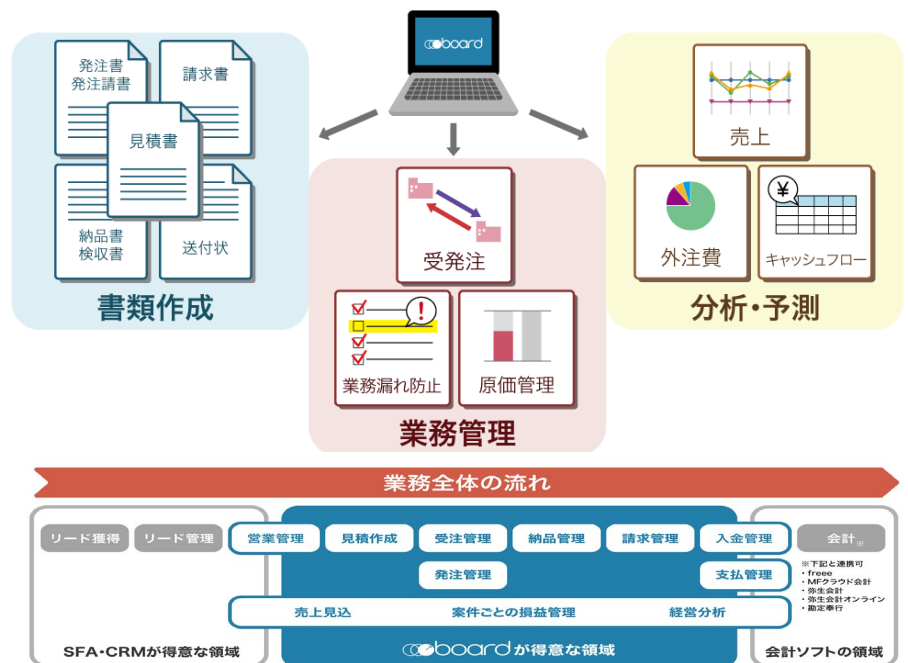 board
発注書
発注請書
請求書
見積書
納品書
検収書
送付状
書類作成
受発注
!
業務漏れ防止
原価管理
業務管理
売上
外注費
¥
キャッシュフロー
分析・予測
業務全体の流れ
リード獲得
リード管理
営業管理
見積作成
受注管理
納品管理
請求管理
入金管理
会計※
発注管理
支払管理
※下記と連携可
・freee
・MFクラウド会計
・弥生会計
・弥生会計オンライン
・勘定奉行
売上見込
案件ごとの損益管理
経営分析
SFA・CRMが得意な領域
boardが得意な領域
会計ソフトの領域